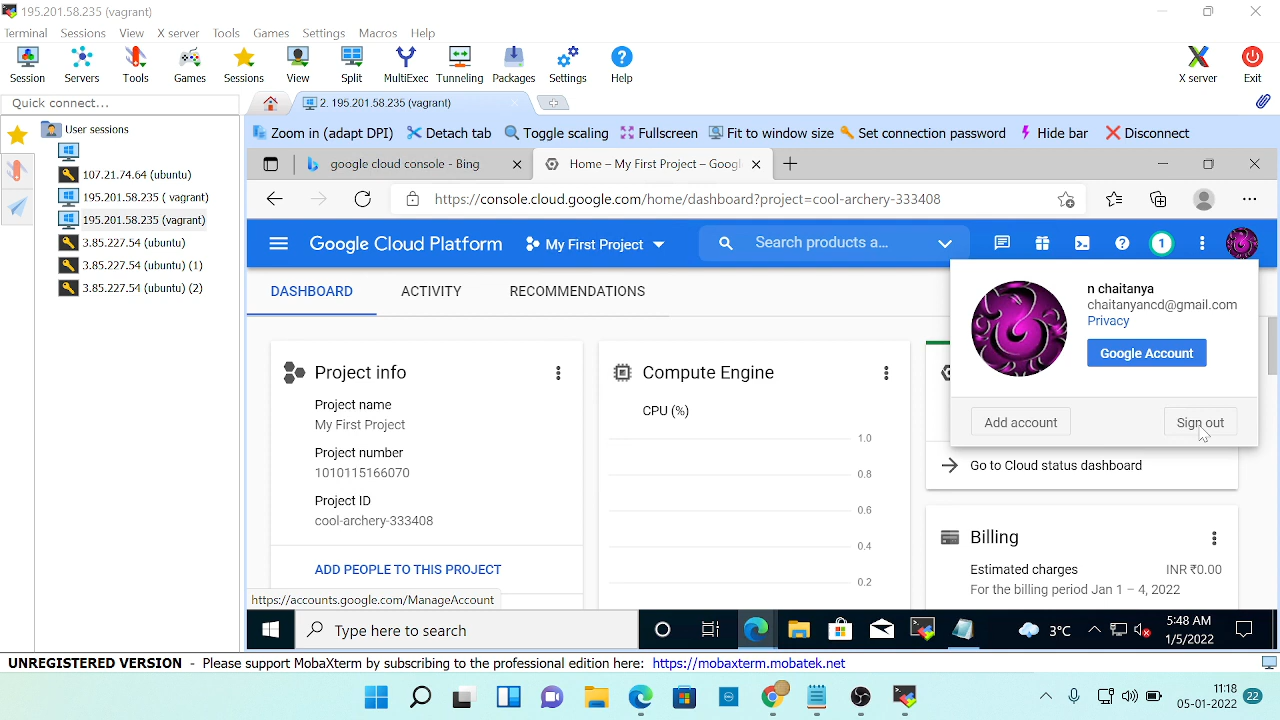 195.201.58.235 (vagrant)
Terminal Sessions View X server Tools Games Settings Macros Help
Session Servers Tools Games Sessions View Split MultiExec Tunneling Packages Settings Help X server Exit
Quick connect...
2. 195.201.58.235 (vagrant)
Zoom in (adapt DPI) Detach tab Toggle scaling Fullscreen Fit to window size Set connection password Hide bar Disconnect
User sessions
107.21.74.64 (ubuntu)
195.201.58.235 ( vagrant)
195.201.58.235 (vagrant)
3.85.227.54 (ubuntu)
3.85.227.54 (ubuntu) (1)
3.85.227.54 (ubuntu) (2)
google cloud console - Bing
Home – My First Project – Googl
https://console.cloud.google.com/home/dashboard?project=cool-archery-333408
Google Cloud Platform My First Project Search products a... 1
DASHBOARD ACTIVITY RECOMMENDATIONS
n chaitanya
chaitanyancd@gmail.com
Privacy
Google Account
Add account Sign out
Project info
Project name
My First Project
Project number
1010115166070
Project ID
cool-archery-333408
ADD PEOPLE TO THIS PROJECT
Compute Engine
CPU (%)
1.0
0.8
0.6
0.4
0.2
Go to Cloud status dashboard
Billing
Estimated charges INR ₹0.00
For the billing period Jan 1 – 4, 2022
https://accounts.google.com/ManageAccount
Type here to search
3°C
5:48 AM
1/5/2022
UNREGISTERED VERSION - Please support MobaXterm by subscribing to the professional edition here: https://mobaxterm.mobatek.net
11:18
05-01-2022
22